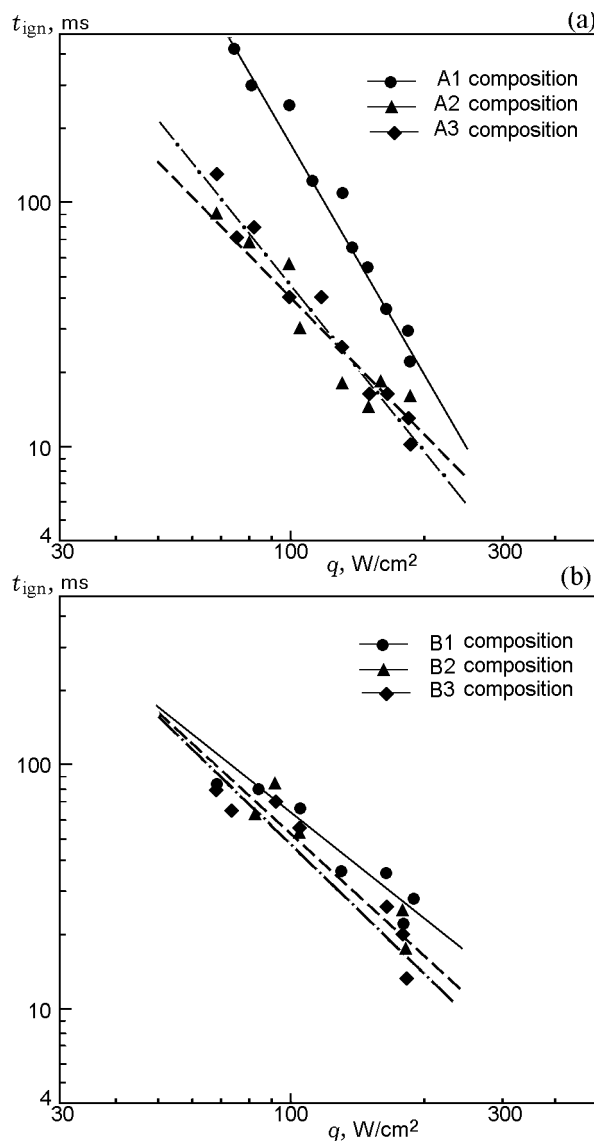 t_ign, ms
(a)
A1 composition
A2 composition
A3 composition
100
10
4
30
100
300
q, W/cm²
t_ign, ms
(b)
B1 composition
B2 composition
B3 composition
100
10
4
30
100
300
q, W/cm²